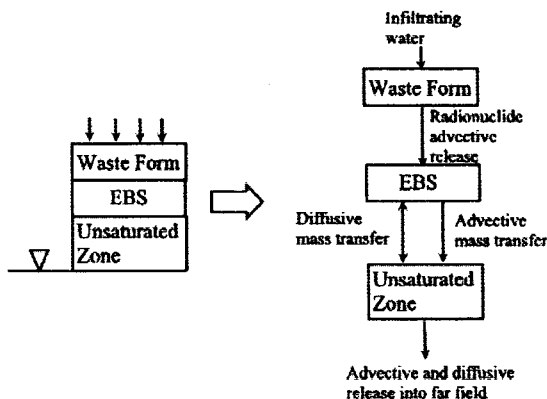 Waste Form
EBS
Unsaturated
Zone
Infiltrating
water
Waste Form
Radionuclide
advective
release
EBS
Diffusive
mass transfer
Advective
mass transfer
Unsaturated
Zone
Advective and diffusive
release into far field